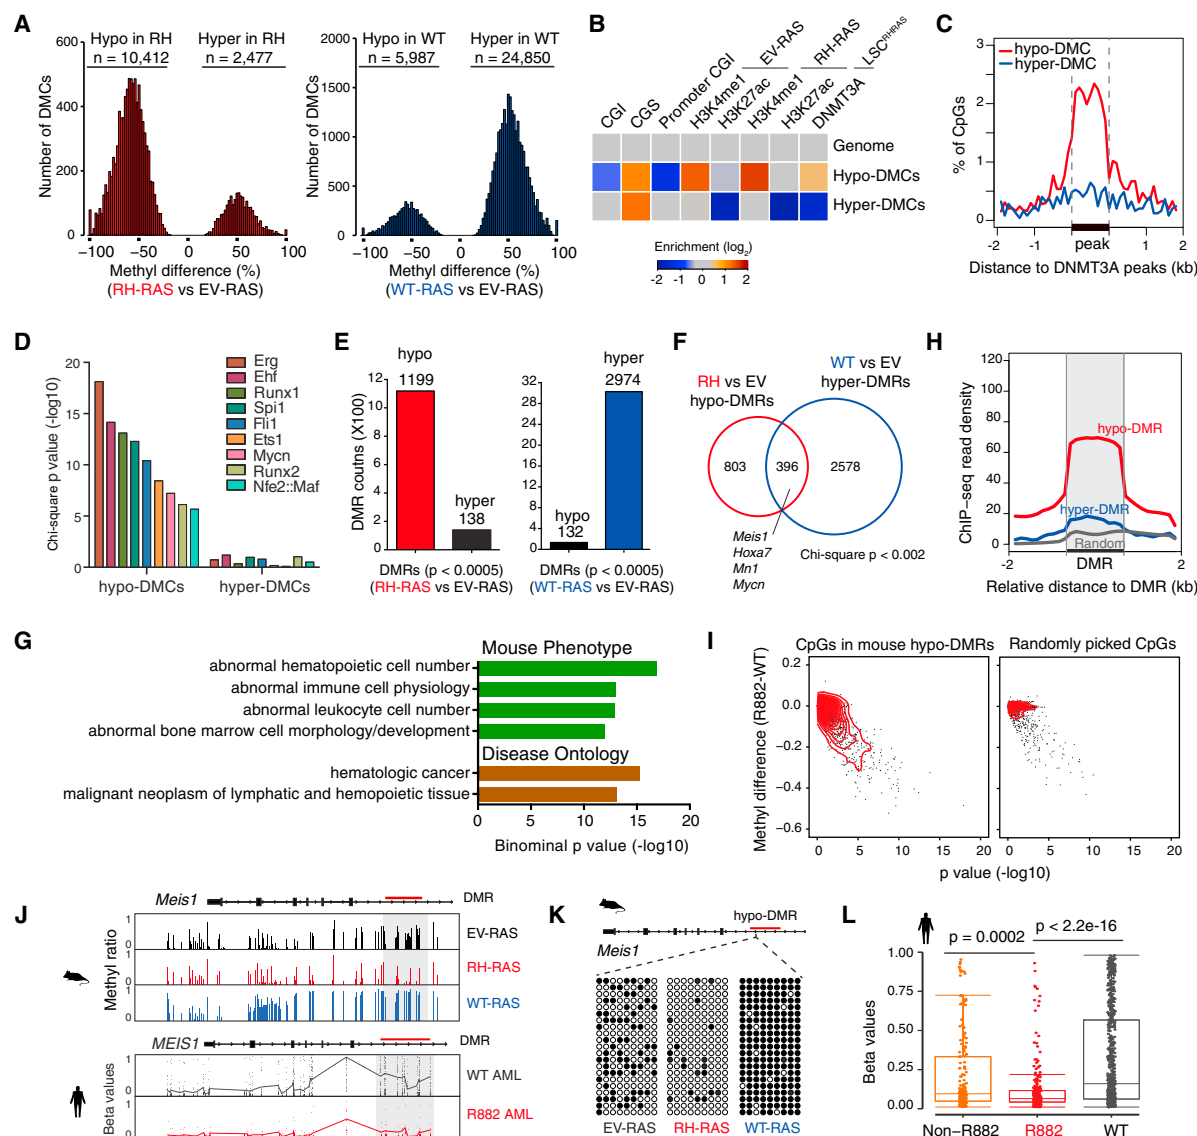 A
Hypo in RH
n = 10,412
Hyper in RH
n = 2,477
Number of DMCs
600
400
200
0
−100
−50
0
50
100
Methyl difference (%)
(RH-RAS vs EV-RAS)
Hypo in WT
n = 5,987
Hyper in WT
n = 24,850
Number of DMCs
2000
1500
1000
500
0
−100
−50
0
50
100
Methyl difference (%)
(WT-RAS vs EV-RAS)
B
EV-RAS
RH-RAS
LSC^RHRAS
CGI
CGS
Promoter CGI
H3K4me1
H3K27ac
H3K4me1
H3K27ac
DNMT3A
Genome
Hypo-DMCs
Hyper-DMCs
Enrichment (log2)
-2 -1 0 1 2
C
hypo-DMC
hyper-DMC
% of CpGs
3
2
1
0
-2 -1 peak 1 2
Distance to DNMT3A peaks (kb)
D
Chi-square p value (-log10)
20
15
10
5
0
Erg
Ehf
Runx1
Spi1
Fli1
Ets1
Mycn
Runx2
Nfe2::Maf
hypo-DMCs
hyper-DMCs
E
DMR coutns (X100)
12
10
8
6
4
2
0
hypo
1199
hyper
138
DMRs (p < 0.0005)
(RH-RAS vs EV-RAS)
32
28
24
20
16
12
8
4
0
hyper
2974
hypo
132
DMRs (p < 0.0005)
(WT-RAS vs EV-RAS)
F
RH vs EV
hypo-DMRs
WT vs EV
hyper-DMRs
803
396
2578
Meis1
Hoxa7
Mn1
Mycn
Chi-square p < 0.002
H
ChIP−seq read density
120
100
80
60
40
20
0
hypo-DMR
hyper-DMR
Random
-2
DMR
2
Relative distance to DMR (kb)
G
Mouse Phenotype
abnormal hematopoietic cell number
abnormal immune cell physiology
abnormal leukocyte cell number
abnormal bone marrow cell morphology/development
Disease Ontology
hematologic cancer
malignant neoplasm of lymphatic and hemopoietic tissue
0 5 10 15 20
Binominal p value (-log10)
I
CpGs in mouse hypo-DMRs
Randomly picked CpGs
Methyl difference (R882-WT)
0.2
0.0
−0.2
−0.4
−0.6
0 5 10 15 20
0 5 10 15 20
p value (-log10)
J
Meis1
DMR
Methyl ratio
1
0
EV-RAS
1
0
RH-RAS
1
0
WT-RAS
MEIS1
DMR
Beta values
1
0
WT AML
1
0
R882 AML
K
hypo-DMR
Meis1
EV-RAS
RH-RAS
WT-RAS
L
p = 0.0002
p < 2.2e-16
Beta values
1.00
0.75
0.50
0.25
0.00
Non−R882
R882
WT